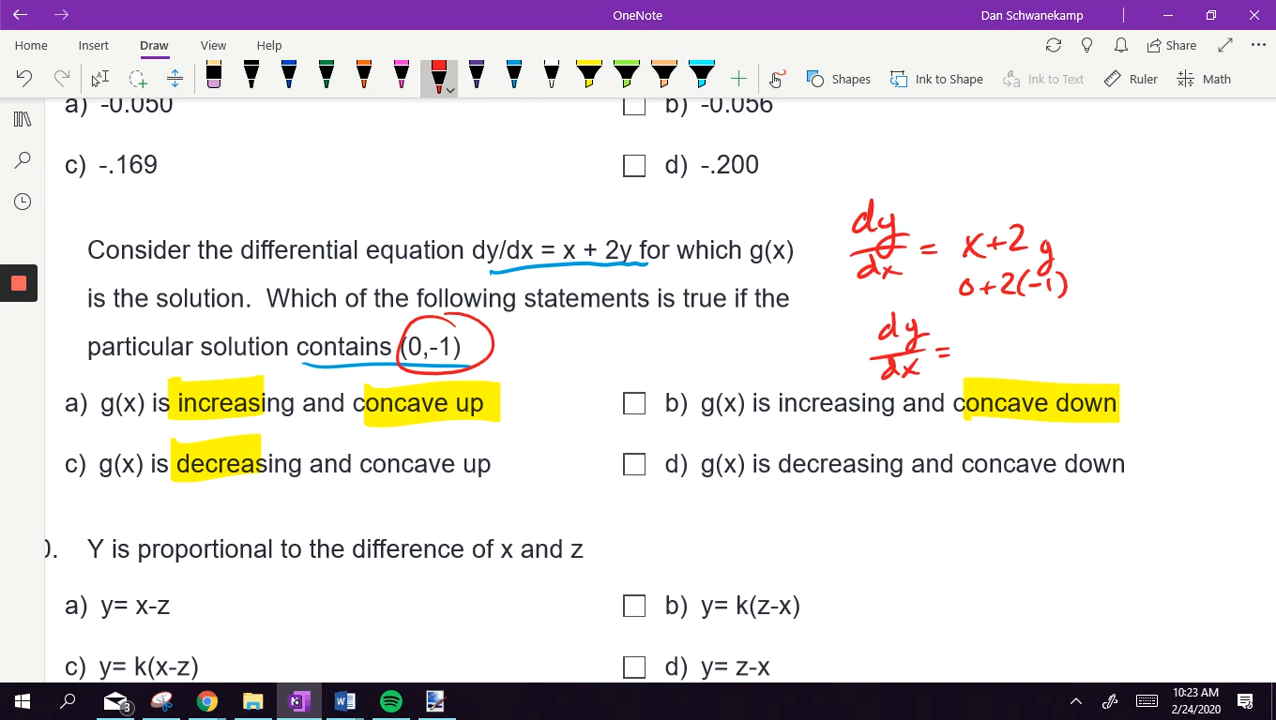 OneNote
Dan Schwanekamp
Home Insert Draw View Help Share
Shapes Ink to Shape Ink to Text Ruler Math
a) -0.050 b) -0.056
c) -.169 d) -.200
Consider the differential equation dy/dx = x + 2y for which g(x)
is the solution. Which of the following statements is true if the
particular solution contains (0,-1)
dy/dx = x+2y
0+2(-1)
dy/dx =
a) g(x) is increasing and concave up b) g(x) is increasing and concave down
c) g(x) is decreasing and concave up d) g(x) is decreasing and concave down
0. Y is proportional to the difference of x and z
a) y= x-z b) y= k(z-x)
c) y= k(x-z) d) y= z-x
3
10:23 AM
2/24/2020